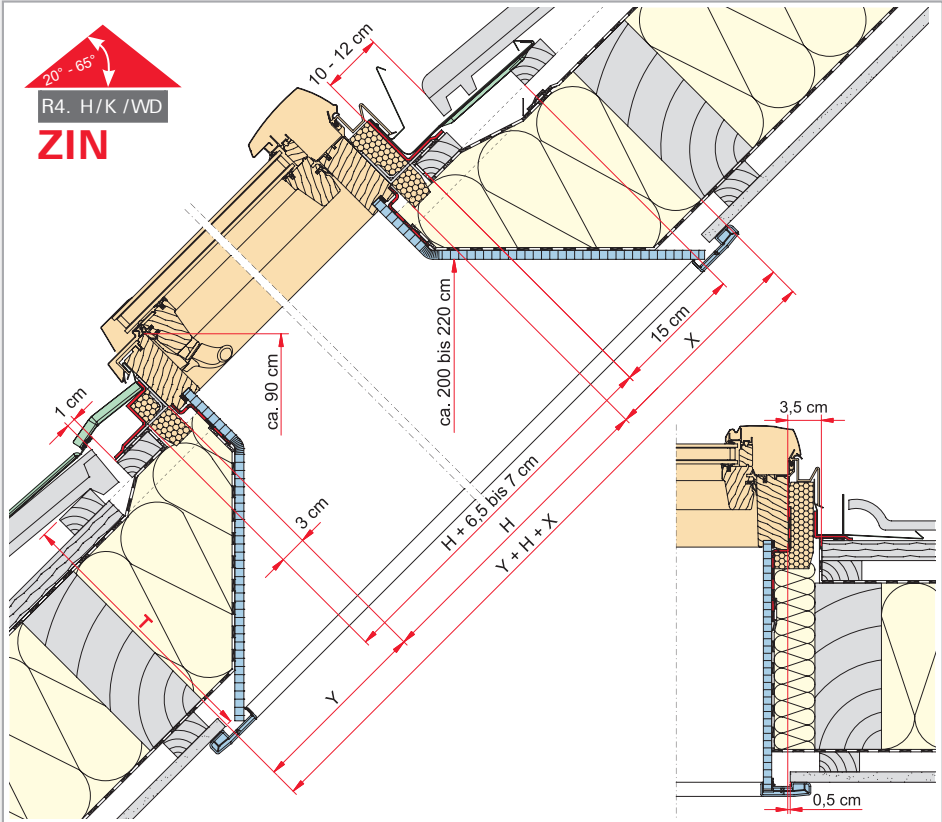 20° - 65°
R4. H/K/WD
ZIN
10 - 12 cm
1 cm
ca. 90 cm
ca. 200 bis 220 cm
15 cm
X
3 cm
H + 6,5 bis 7 cm
H
Y + H + X
T
Y
3,5 cm
0,5 cm